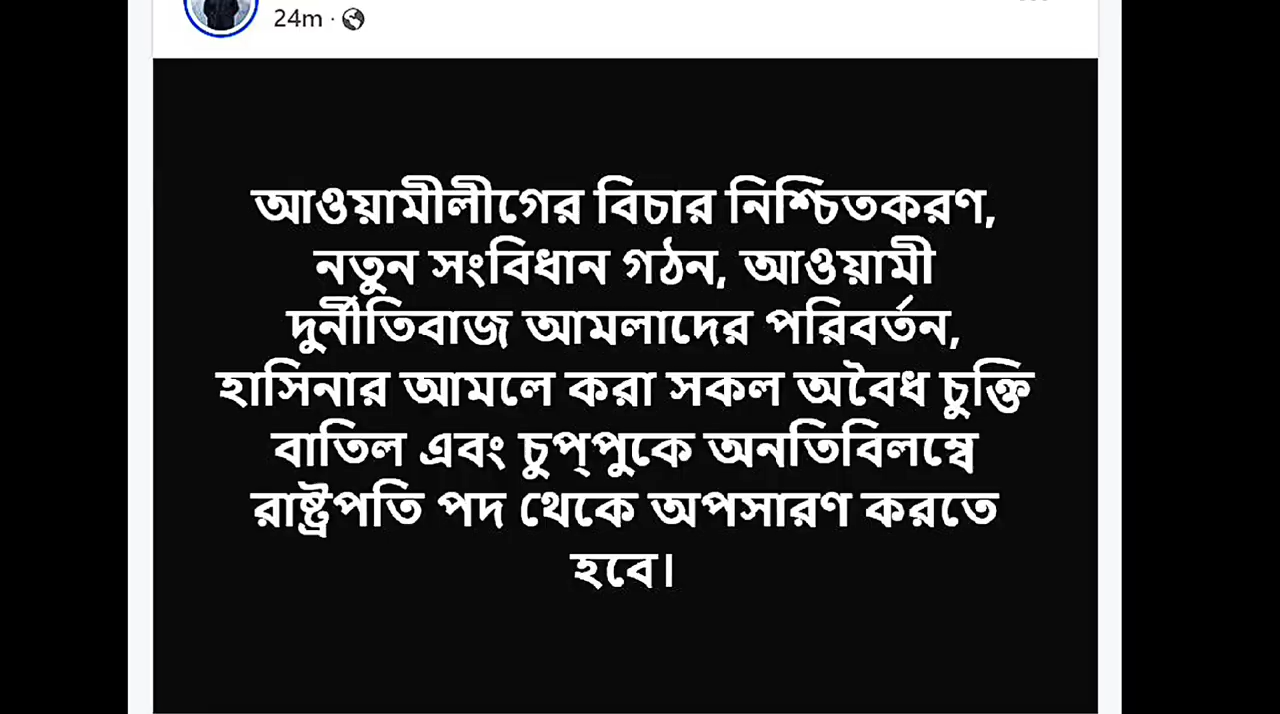 24m ·
আওয়ামীলীগের বিচার নিশ্চিতকরণ,
নতুন সংবিধান গঠন, আওয়ামী
দুর্নীতিবাজ আমলাদের পরিবর্তন,
হাসিনার আমলে করা সকল অবৈধ চুক্তি
বাতিল এবং চুপ্পুকে অনতিবিলম্বে
রাষ্ট্রপতি পদ থেকে অপসারণ করতে
হবে।